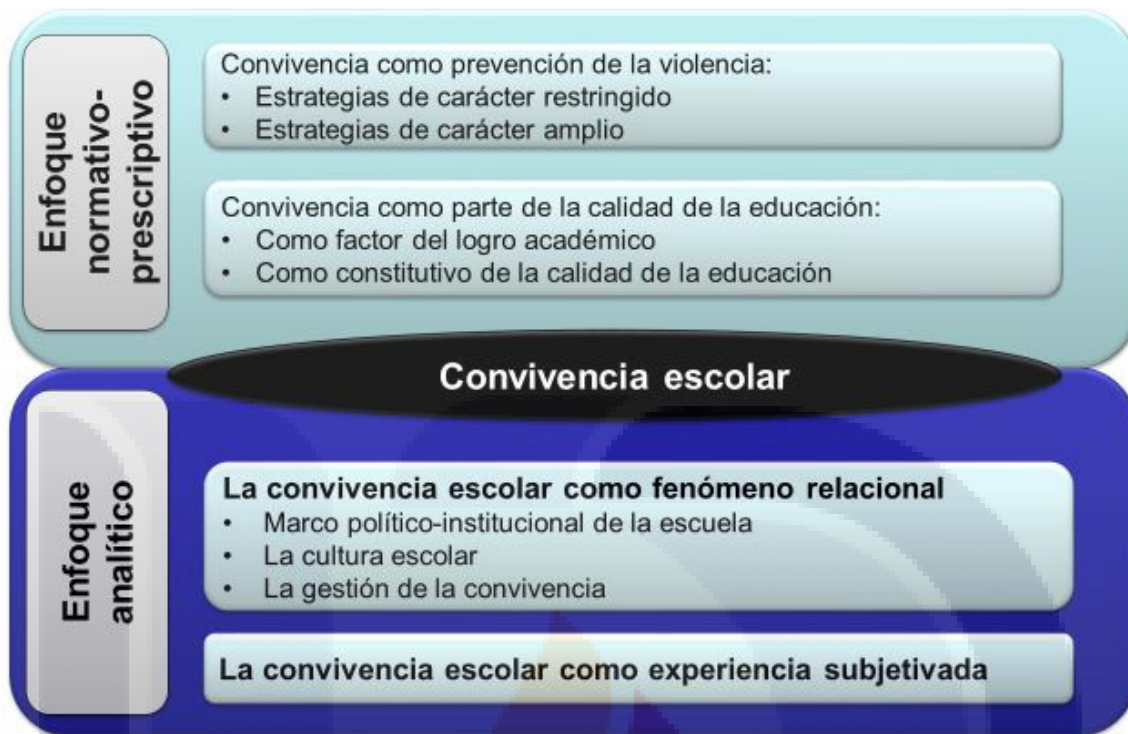 Enfoque
normativo-
prescriptivo
Convivencia como prevención de la violencia:
• Estrategias de carácter restringido
• Estrategias de carácter amplio
Convivencia como parte de la calidad de la educación:
• Como factor del logro académico
• Como constitutivo de la calidad de la educación
Convivencia escolar
Enfoque
analítico
La convivencia escolar como fenómeno relacional
• Marco político-institucional de la escuela
• La cultura escolar
• La gestión de la convivencia
La convivencia escolar como experiencia subjetivada